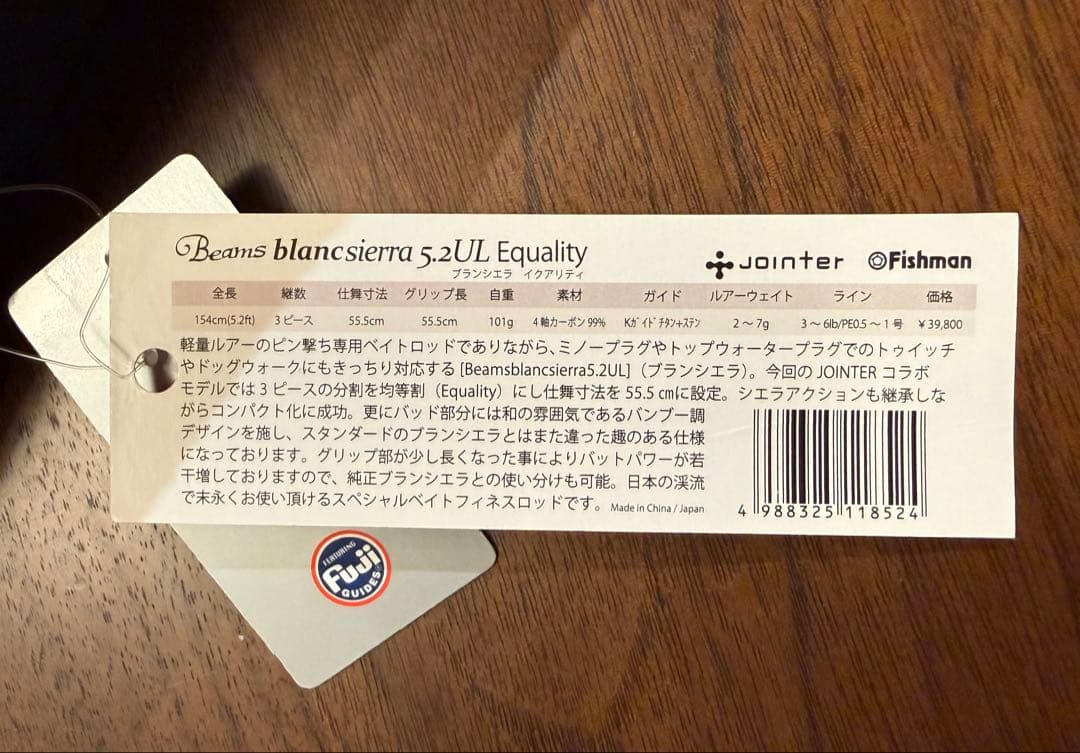 Beams blancsierra 5.2UL Equality
ブランシエラ イクアリティ
JOINTER Fishman
全長 継数 仕舞寸法 グリップ長 自重 素材 ガイド ルアーウェイト ライン 価格
154cm(5.2ft) 3ピース 55.5cm 55.5cm 101g 4軸カーボン99% Kガイドチタン+ステン 2〜7g 3〜6lb/PE0.5〜1号 ¥39,800
軽量ルアーのピン撃ち専用ベイトロッドでありながら、ミノープラグやトップウォータープラグでのトゥイッチ
やドッグウォークにもきっちり対応する [Beamsblancsierra5.2UL]（ブランシエラ）。今回の JOINTER コラボ
モデルでは 3 ピースの分割を均等割（Equality）にし仕舞寸法を 55.5 ㎝に設定。シエラアクションも継承しな
がらコンパクト化に成功。更にバッド部分には和の雰囲気であるバンブー調
デザインを施し、スタンダードのブランシエラとはまた違った趣のある仕様
になっております。グリップ部が少し長くなった事によりバットパワーが若
干増しておりますので、純正ブランシエラとの使い分けも可能。日本の渓流
で末永くお使い頂けるスペシャルベイトフィネスロッドです。 Made in China / Japan
4 988325 118524
FEATURING
Fuji
GUIDES